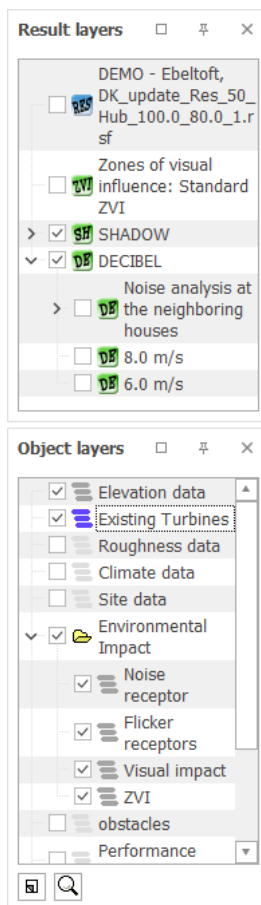 Result layers
DEMO - Ebeltoft,
DK_update_Res_50_
Hub_100.0_80.0_1.r
sf
RES
Zones of visual
influence: Standard
ZVI
ZVI
SH SHADOW
DE DECIBEL
Noise analysis at
DE the neighboring
houses
DE 8.0 m/s
DE 6.0 m/s
Object layers
Elevation data
Existing Turbines
Roughness data
Climate data
Site data
Environmental
Impact
Noise
receptor
Flicker
receptors
Visual impact
ZVI
obstacles
Performance